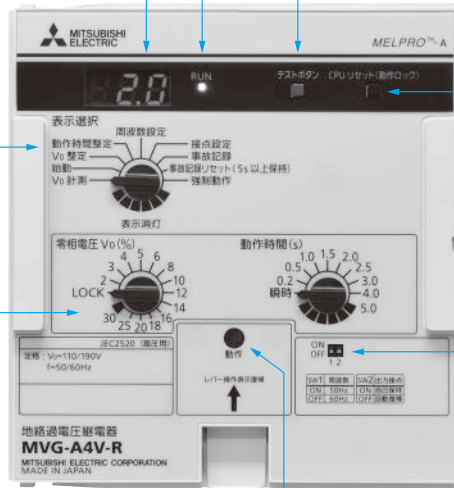 MITSUBISHI
ELECTRIC
MELPRO™-A
2.0
RUN
テストボタン
CPUリセット(動作ロック)
表示選択
周波数設定
動作時間整定
接点設定
V₀ 整定
事故記録
始動
事故記録リセット(5s以上保持)
V₀ 計測
強制動作
表示消灯
零相電圧 V₀(%)
LOCK 2 3 4 5 6 8 10 12 14 16 18 20 25 30
動作時間(s)
瞬時 0.2 0.5 1.0 1.5 2.0 2.5 3.0 4.0 5.0
JEC2520 (高圧用)
定格:V₀=110/190V
f=50/60Hz
動作
レバー操作表示復帰
ON
OFF
1 2
SW1 周波数 SW2 出力接点
ON 50Hz ON 自己保持
OFF 60Hz OFF 自動復帰
地絡過電圧継電器
MVG-A4V-R
MITSUBISHI ELECTRIC CORPORATION
MADE IN JAPAN